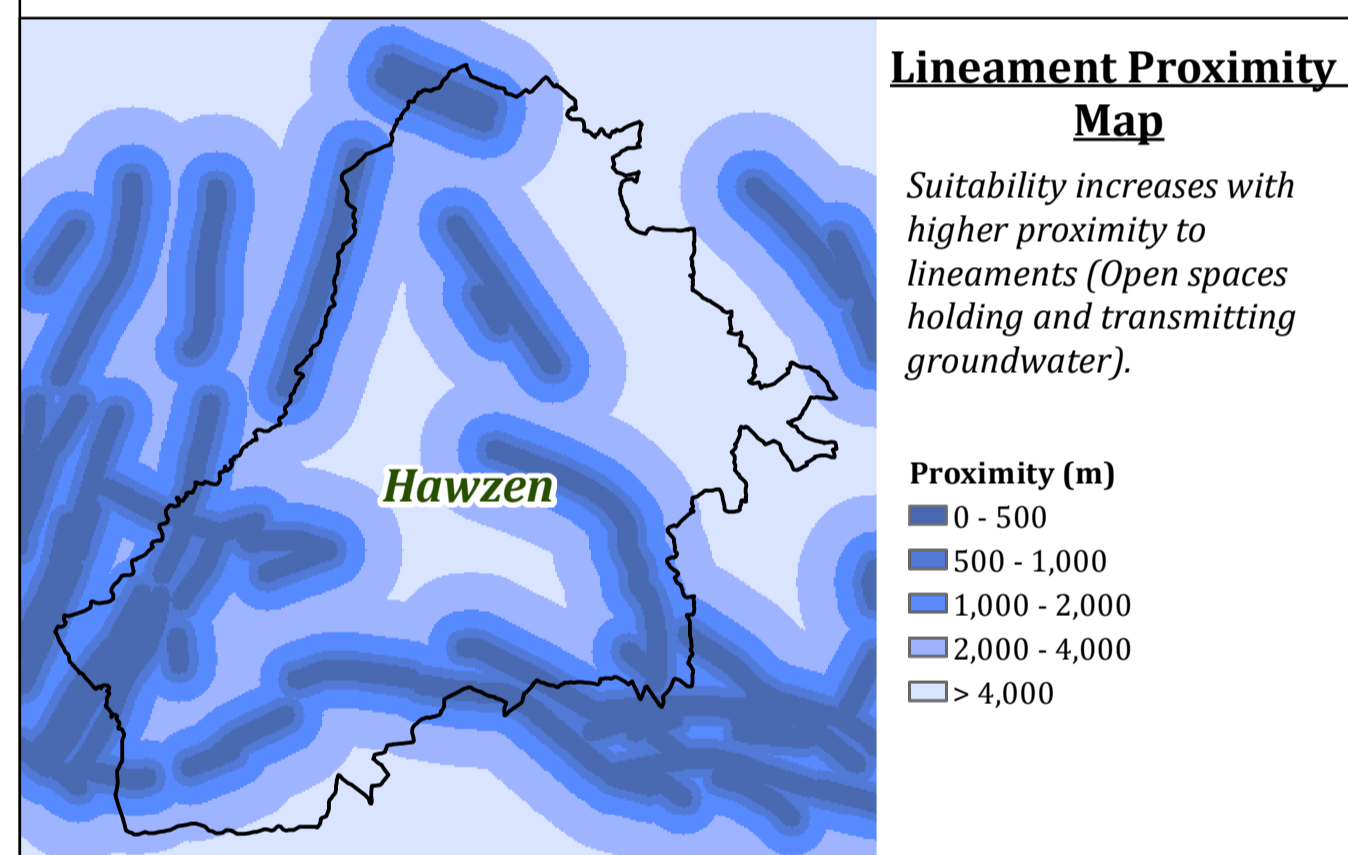 Lineament Proximity
Map
Suitability increases with
higher proximity to
lineaments (Open spaces
holding and transmitting
groundwater).
Hawzen
Proximity (m)
0 - 500
500 - 1,000
1,000 - 2,000
2,000 - 4,000
> 4,000